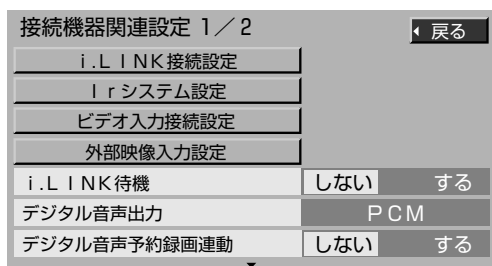 接続機器関連設定 1／2
戻る
i.LINK接続設定
Irシステム設定
ビデオ入力接続設定
外部映像入力設定
i.LINK待機 しない する
デジタル音声出力 PCM
デジタル音声予約録画連動 しない する